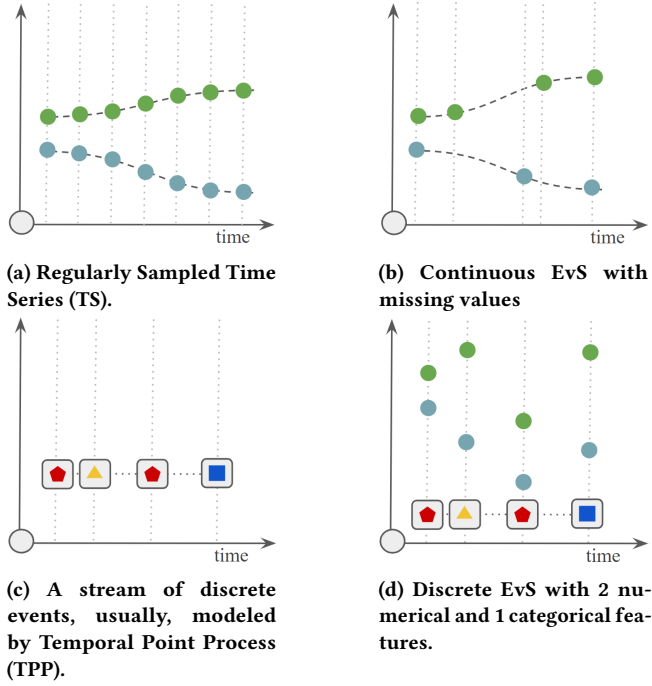 time
time
(a) Regularly Sampled Time
Series (TS).
(b) Continuous EvS with
missing values
time
time
(c) A stream of discrete
events, usually, modeled
by Temporal Point Process
(TPP).
(d) Discrete EvS with 2 nu-
merical and 1 categorical fea-
tures.